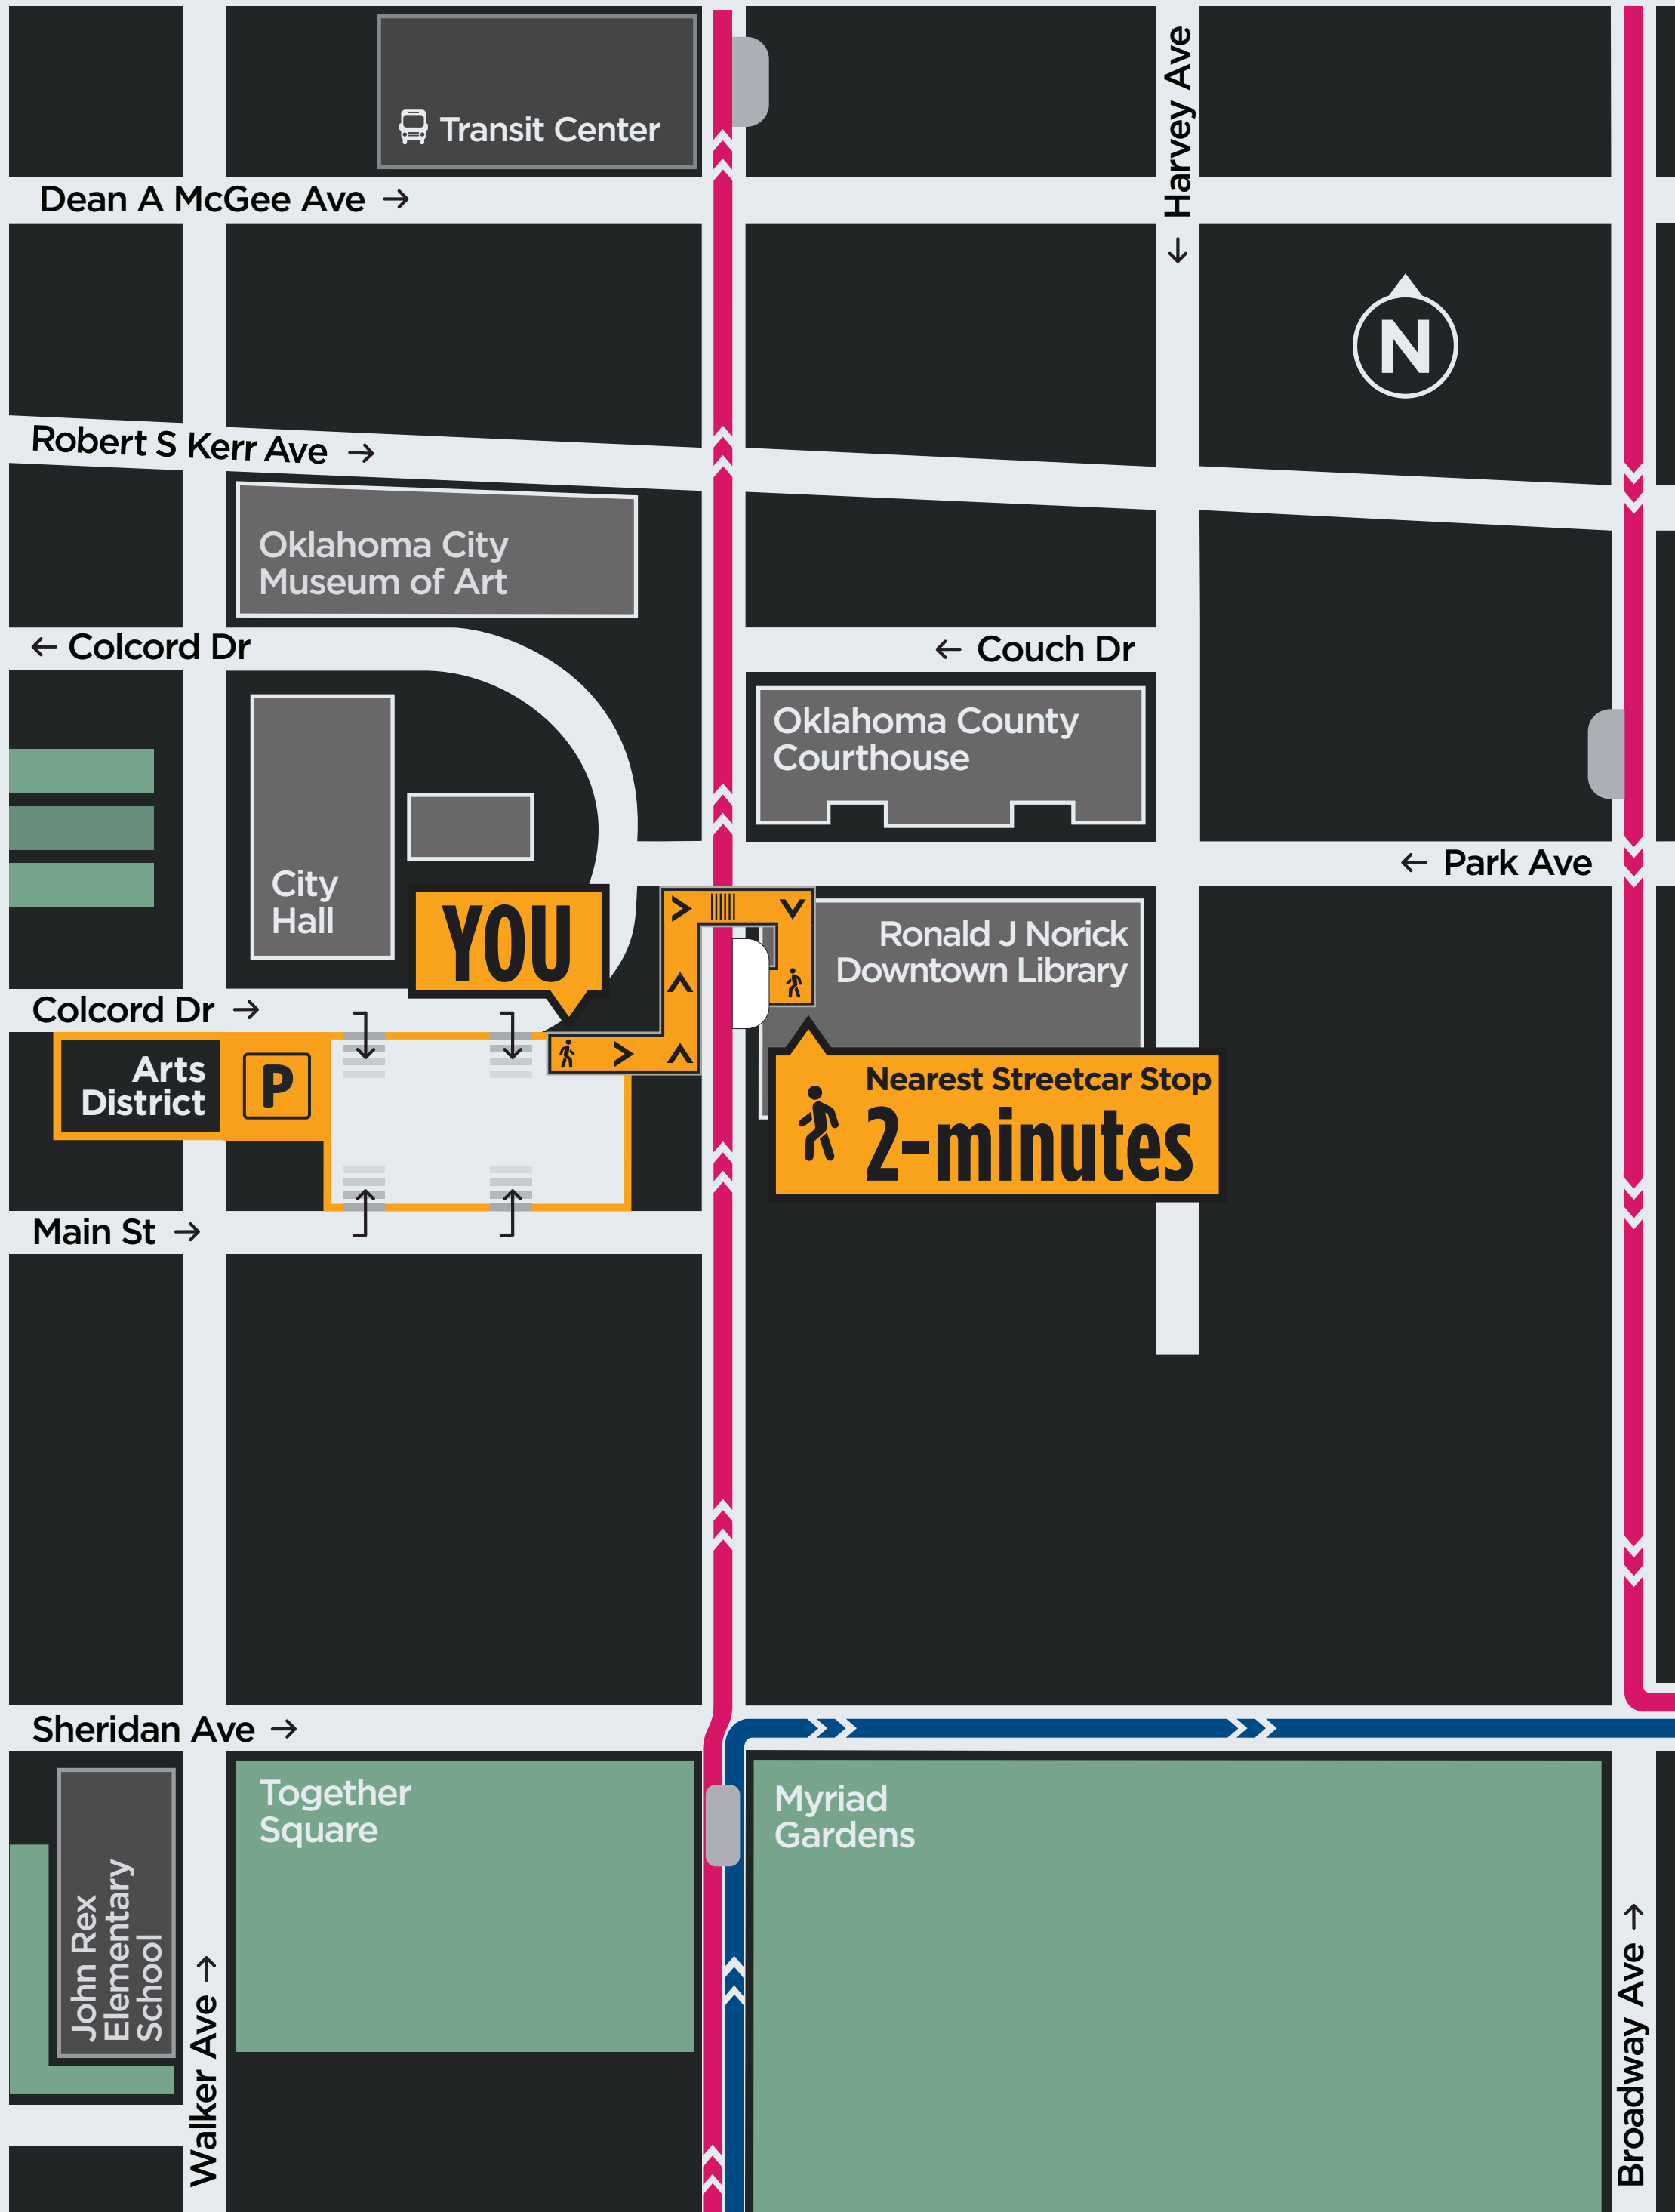 Harvey Ave
Transit Center
Dean A McGee Ave
N
Robert S Kerr Ave
Oklahoma City
Museum of Art
Colcord Dr
Couch Dr
Oklahoma County
Courthouse
Park Ave
City
Hall
YOU
Ronald J Norick
Downtown Library
Colcord Dr
Arts
District
P
Nearest Streetcar Stop
2-minutes
Main St
Sheridan Ave
Together
Square
Myriad
Gardens
John Rex
Elementary
School
Walker Ave
Broadway Ave